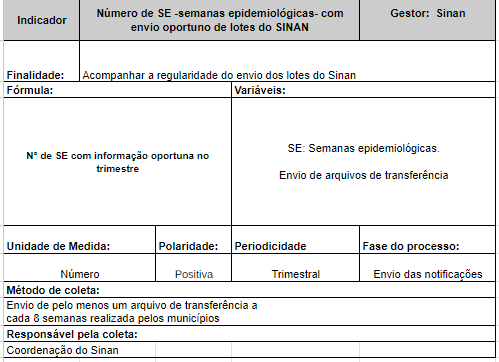 Indicador
Número de SE -semanas epidemiológicas- com
envio oportuno de lotes do SINAN
Gestor:  Sinan
Finalidade:
Acompanhar a regularidade do envio dos lotes do Sinan
Fórmula:
Variáveis:
N° de SE com informação oportuna no
trimestre
SE: Semanas epidemiológicas.
Envio de arquivos de transferência
Unidade de Medida:
Polaridade:
Periodicidade
Fase do processo:
Número
Positiva
Trimestral
Envio das notificações
Método de coleta:
Envio de pelo menos um arquivo de transferência a
cada 8 semanas realizada pelos municípios
Responsável pela coleta:
Coordenação do Sinan